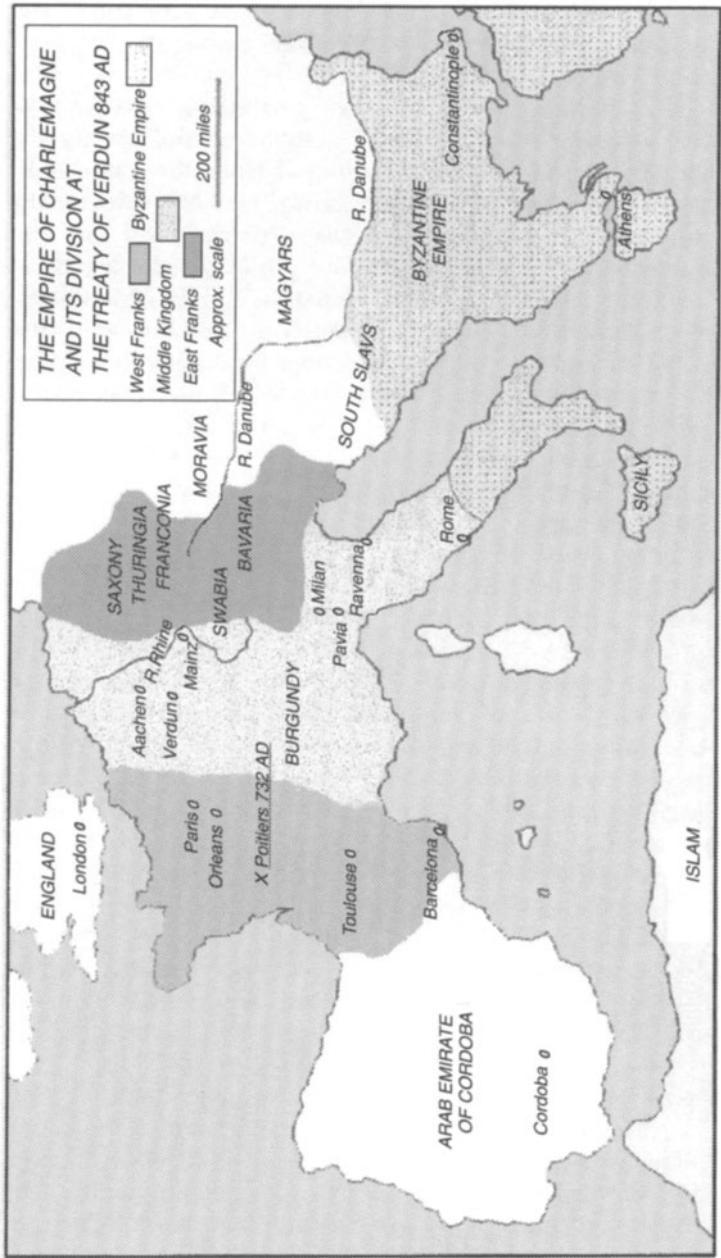 THE EMPIRE OF CHARLEMAGNE
AND ITS DIVISION AT
THE TREATY OF VERDUN 843 AD
West Franks
Byzantine Empire
Middle Kingdom
East Franks
Approx. scale
200 miles
ENGLAND
London
SAXONY
THURINGIA
FRANCONIA
MORAVIA
Aachen
R.Rhine
Verdun
Mainz
Paris
Orleans
SWABIA
BAVARIA
R. Danube
MAGYARS
X Poitiers 732 AD
BURGUNDY
Milan
Pavia
Ravenna
SOUTH SLAVS
R. Danube
Toulouse
BYZANTINE
EMPIRE
Constantinople
Barcelona
Rome
ARAB EMIRATE
OF CORDOBA
Cordoba
Athens
SICILY
ISLAM